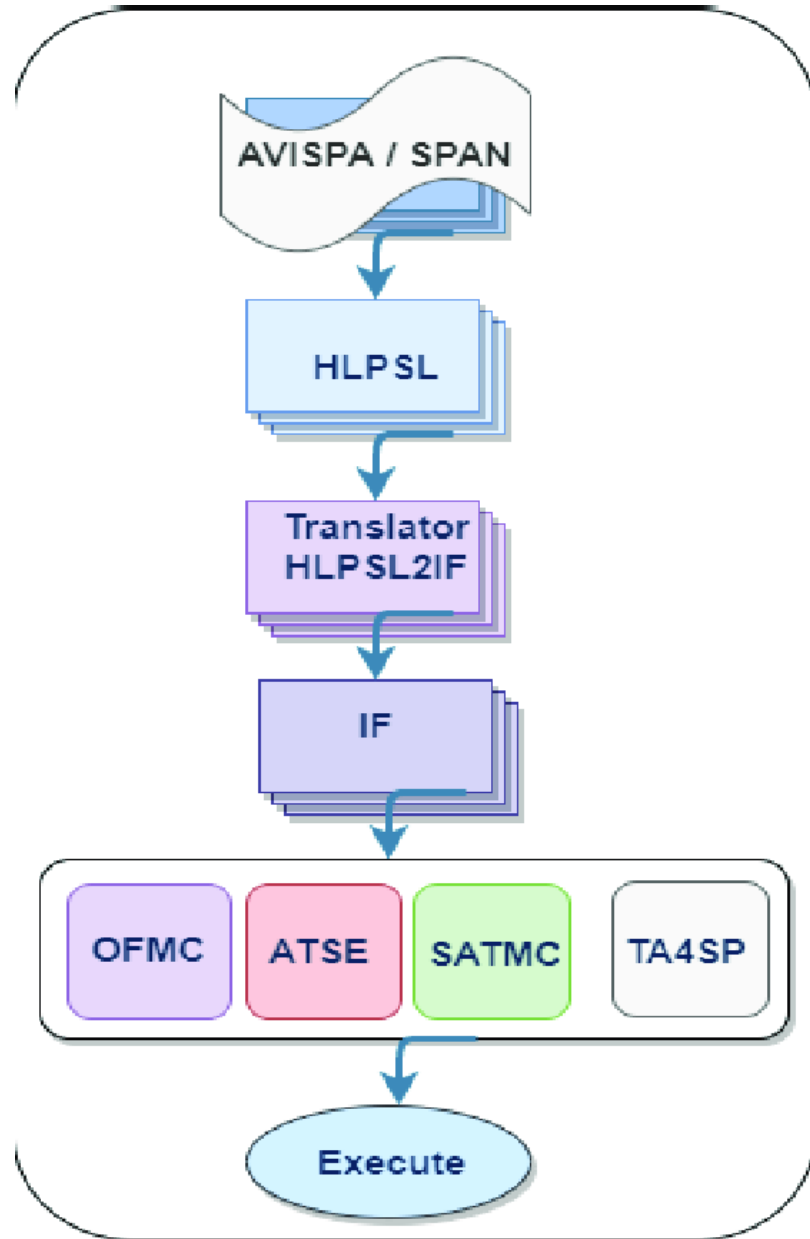 AVISPA / SPAN
HLPSL
Translator
HLPSL2IF
IF
OFMC ATSE SATMC TA4SP
Execute